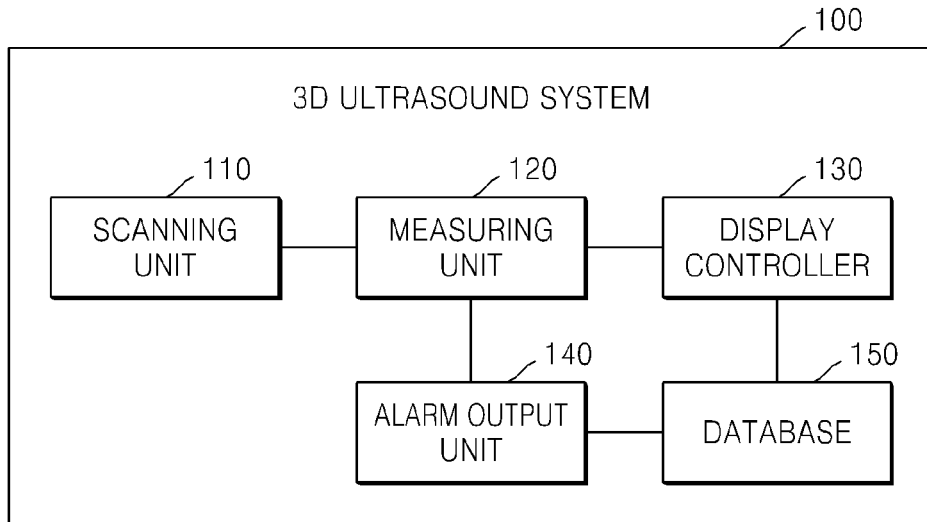 100
3D ULTRASOUND SYSTEM
110
120
130
SCANNING
UNIT
MEASURING
UNIT
DISPLAY
CONTROLLER
140
150
ALARM OUTPUT
UNIT
DATABASE